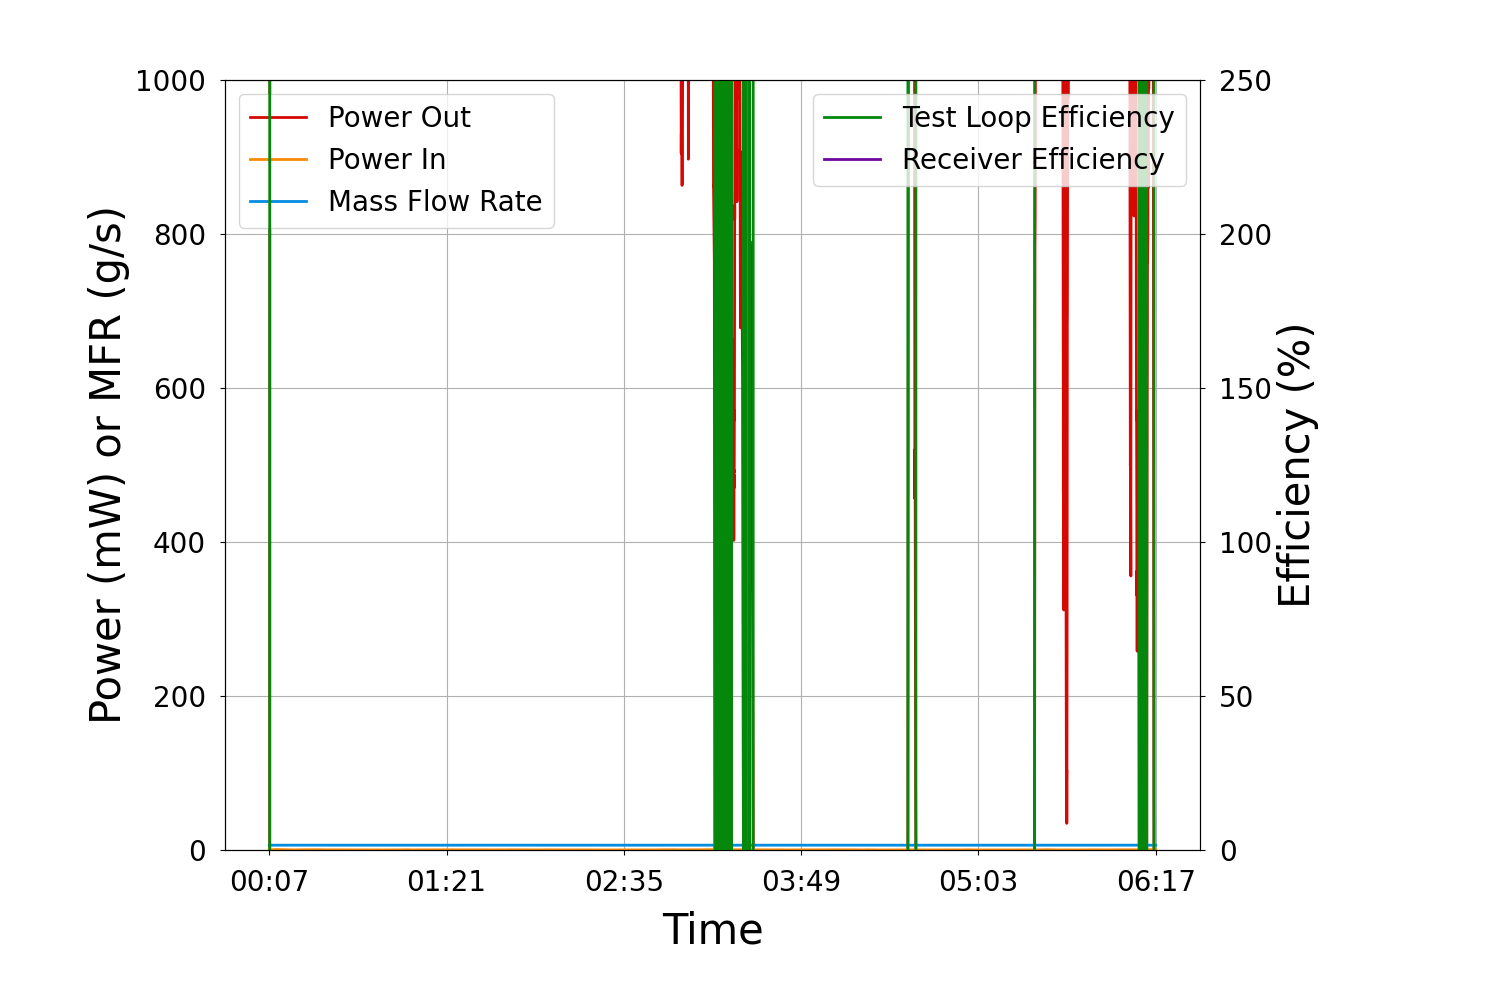 1000
800
600
400
200
0
Power (mW) or MFR (g/s)
Power Out
Power In
Mass Flow Rate
Test Loop Efficiency
Receiver Efficiency
250
200
150
100
50
0
Efficiency (%)
00:07 01:21 02:35 03:49 05:03 06:17
Time